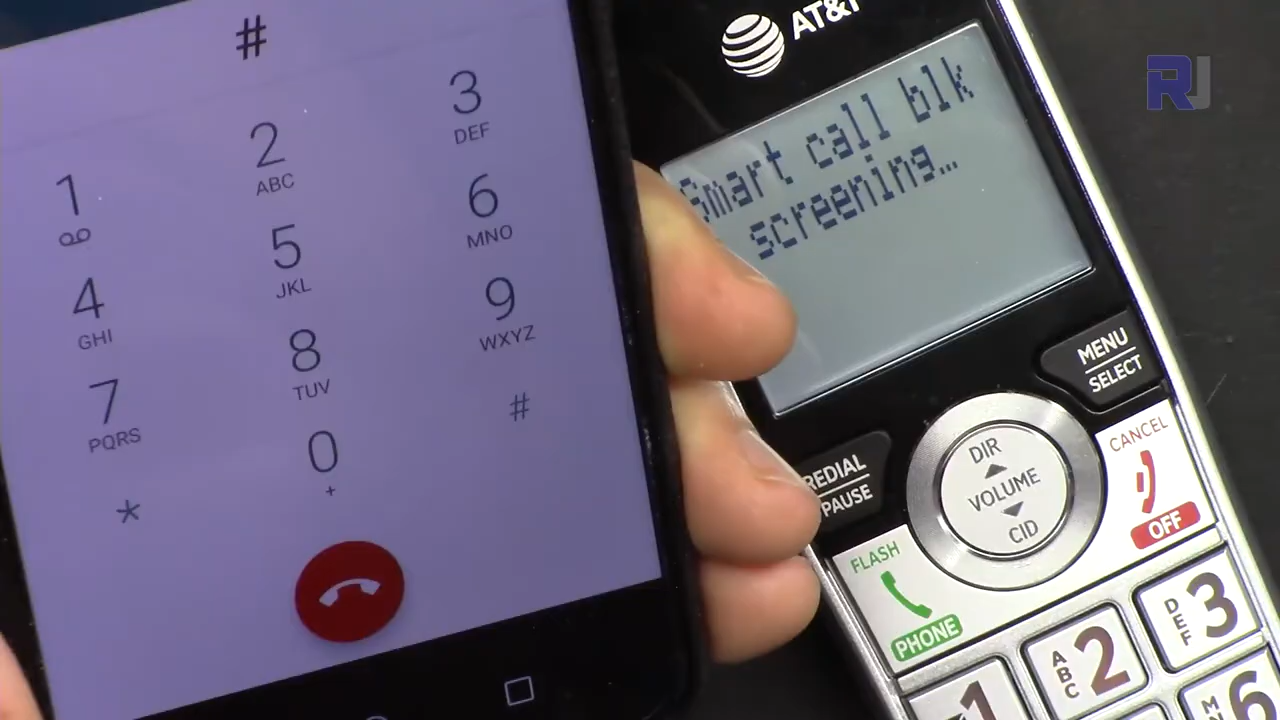 #
1
2
ABC
3
DEF
4
GHI
5
JKL
6
MNO
7
PQRS
8
TUV
9
WXYZ
*
0
+
#
AT&T
Smart call blk
screening...
MENU
SELECT
REDIAL
PAUSE
DIR
VOLUME
CID
CANCEL
OFF
FLASH
PHONE
1
ABC 2
DEF 3
6
RJ